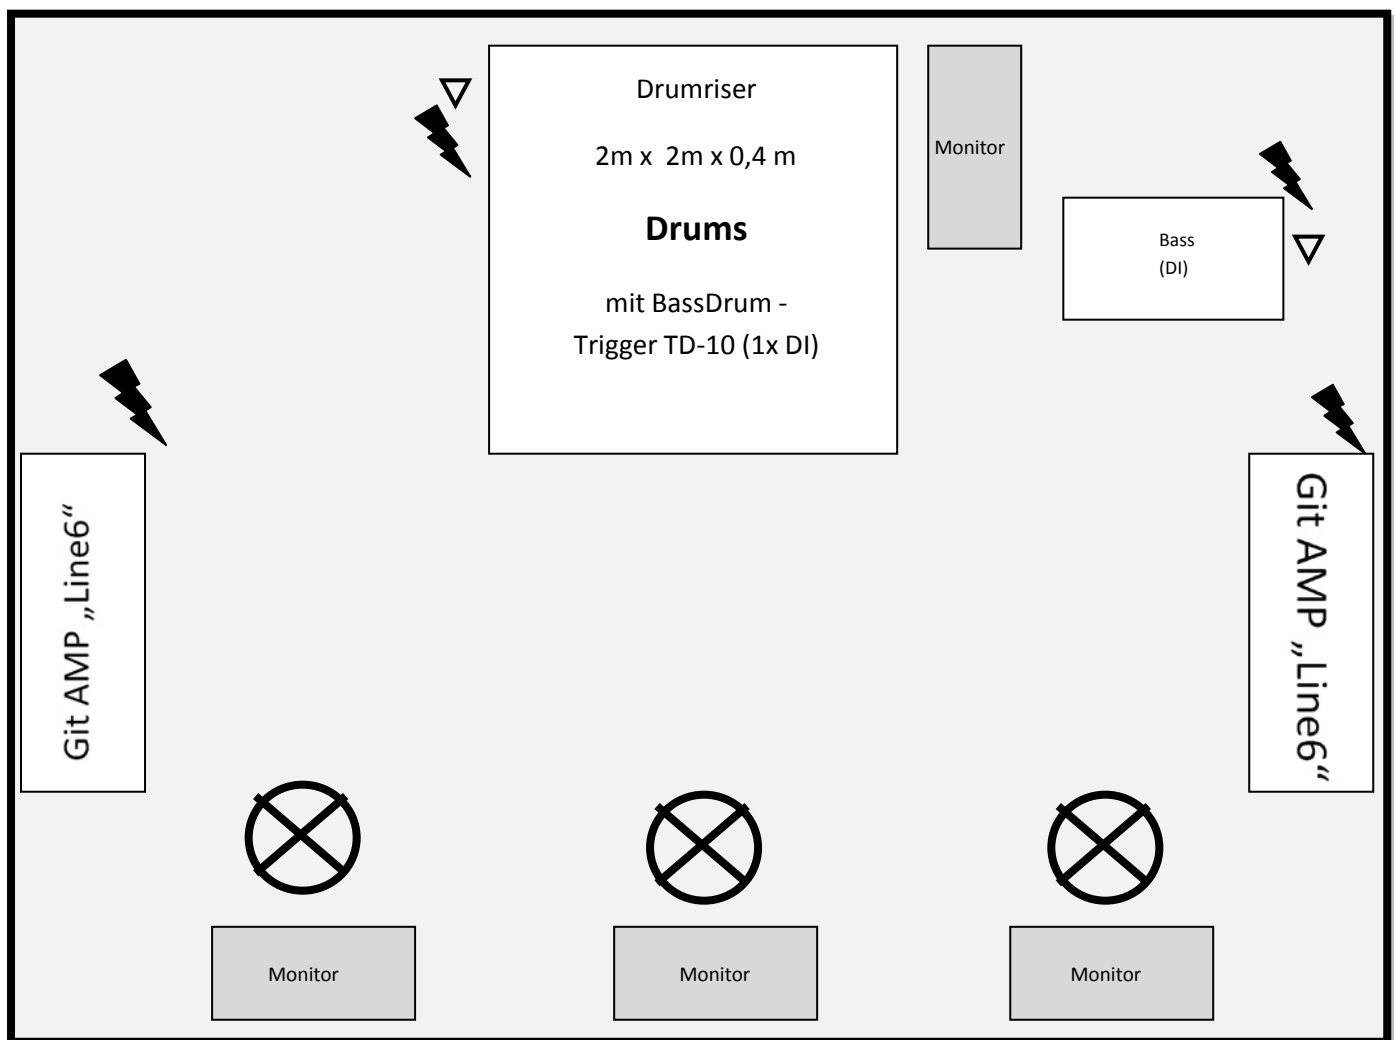 Drumriser
2m x  2m x 0,4 m
Drums
mit BassDrum -
Trigger TD-10 (1x DI)
Monitor
Bass
(DI)
Git AMP „Line6“
Git AMP „Line6“
Monitor
Monitor
Monitor